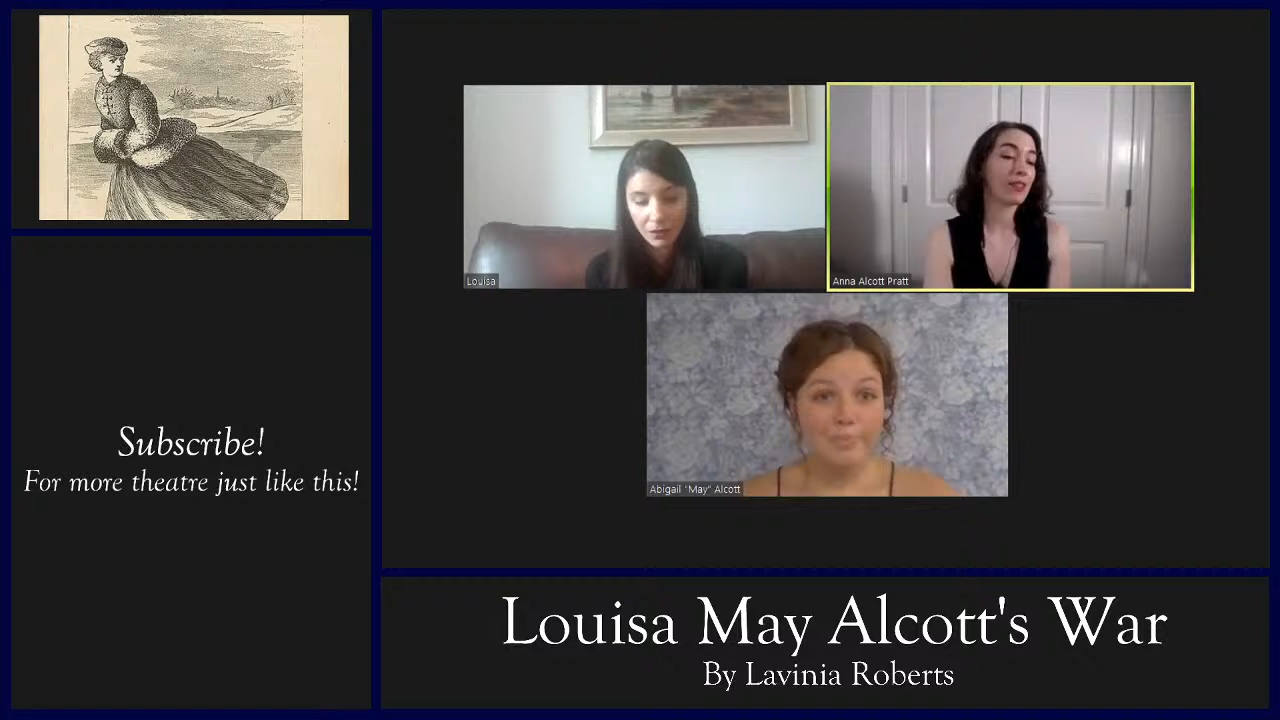 Louisa
Anna Alcott Pratt
Abigail "May" Alcott
Subscribe!
For more theatre just like this!
Louisa May Alcott's War
By Lavinia Roberts